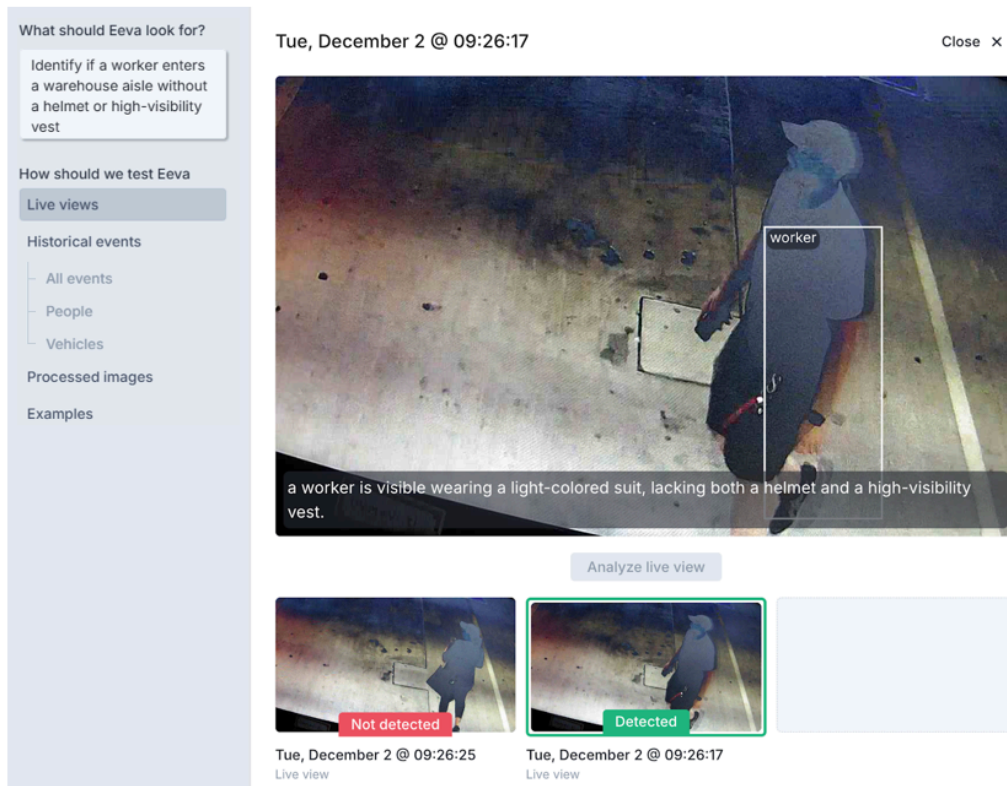 What should Eeva look for?
Identify if a worker enters
a warehouse aisle without
a helmet or high-visibility
vest
How should we test Eeva
Live views
Historical events
All events
People
Vehicles
Processed images
Examples
Tue, December 2 @ 09:26:17
Close ×
worker
a worker is visible wearing a light-colored suit, lacking both a helmet and a high-visibility
vest.
Analyze live view
Not detected
Detected
Tue, December 2 @ 09:26:25
Live view
Tue, December 2 @ 09:26:17
Live view